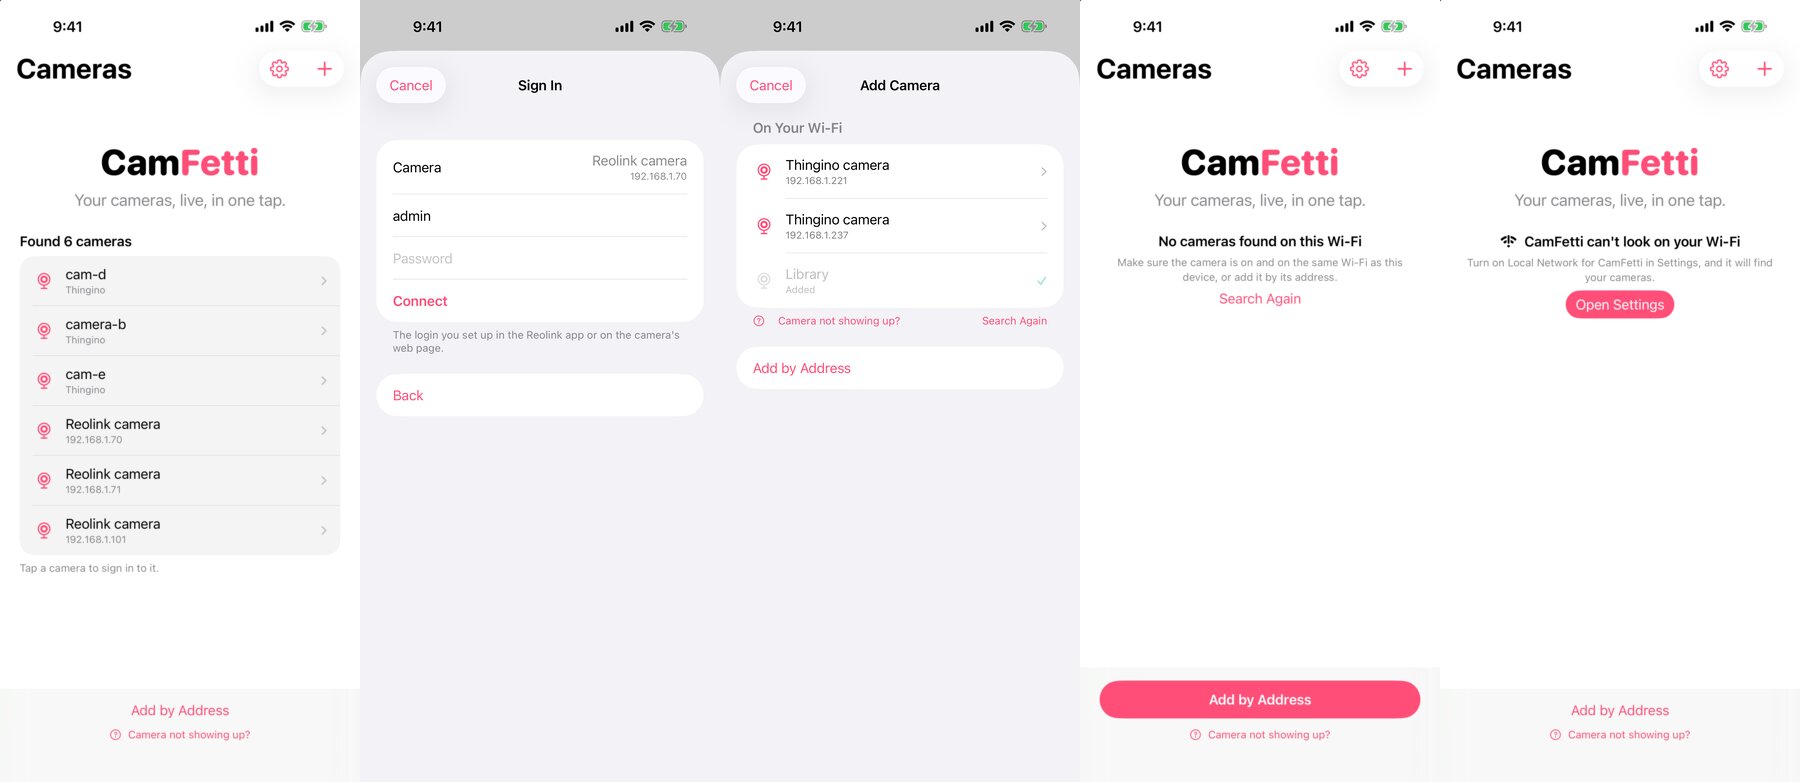 9:41
Cameras
CamFetti
Your cameras, live, in one tap.
Found 6 cameras
cam-d
Thingino
camera-b
Thingino
cam-e
Thingino
Reolink camera
192.168.1.70
Reolink camera
192.168.1.71
Reolink camera
192.168.1.101
Tap a camera to sign in to it.
Add by Address
Camera not showing up?
9:41
Cancel
Sign In
Camera
Reolink camera
192.168.1.70
admin
Password
Connect
The login you set up in the Reolink app or on the camera's
web page.
Back
9:41
Cancel
Add Camera
On Your Wi-Fi
Thingino camera
192.168.1.221
Thingino camera
192.168.1.237
Library
Added
Camera not showing up?
Search Again
Add by Address
9:41
Cameras
CamFetti
Your cameras, live, in one tap.
No cameras found on this Wi-Fi
Make sure the camera is on and on the same Wi-Fi as this
device, or add it by its address.
Search Again
Add by Address
Camera not showing up?
9:41
Cameras
CamFetti
Your cameras, live, in one tap.
CamFetti can't look on your Wi-Fi
Turn on Local Network for CamFetti in Settings, and it will find
your cameras.
Open Settings
Add by Address
Camera not showing up?